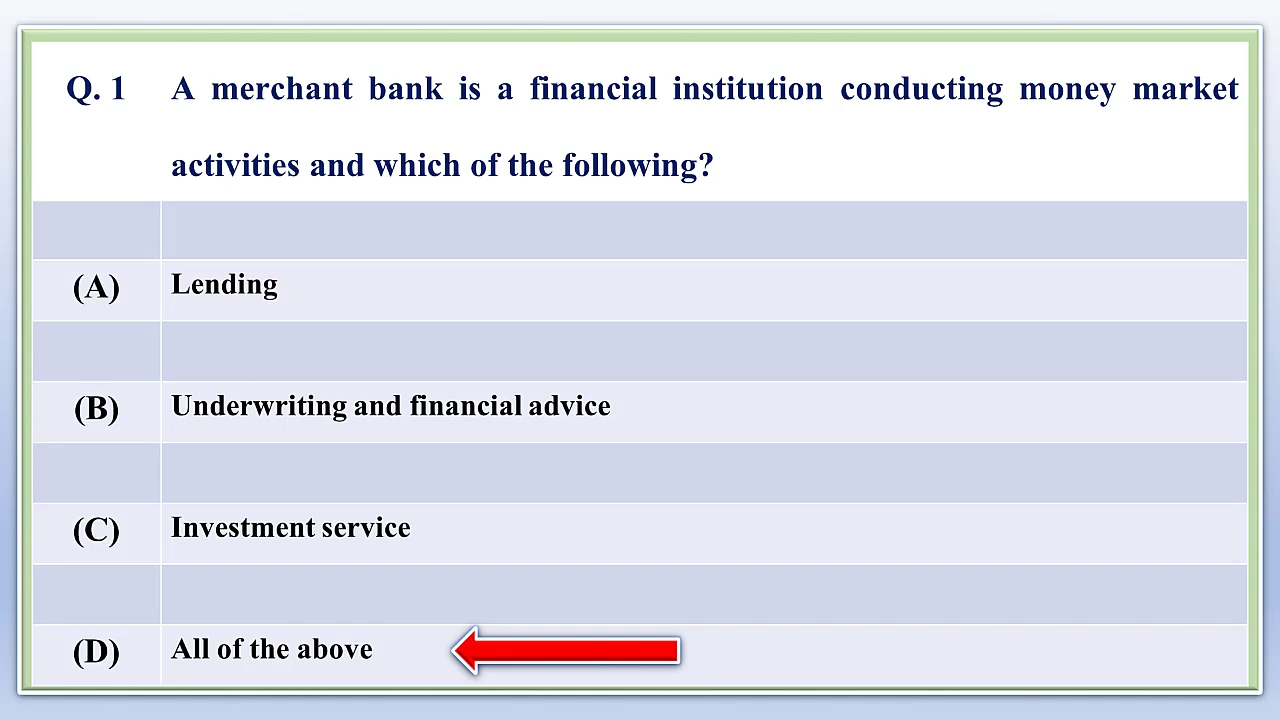 Q. 1 A merchant bank is a financial institution conducting money market
activities and which of the following?
(A) Lending
(B) Underwriting and financial advice
(C) Investment service
(D) All of the above